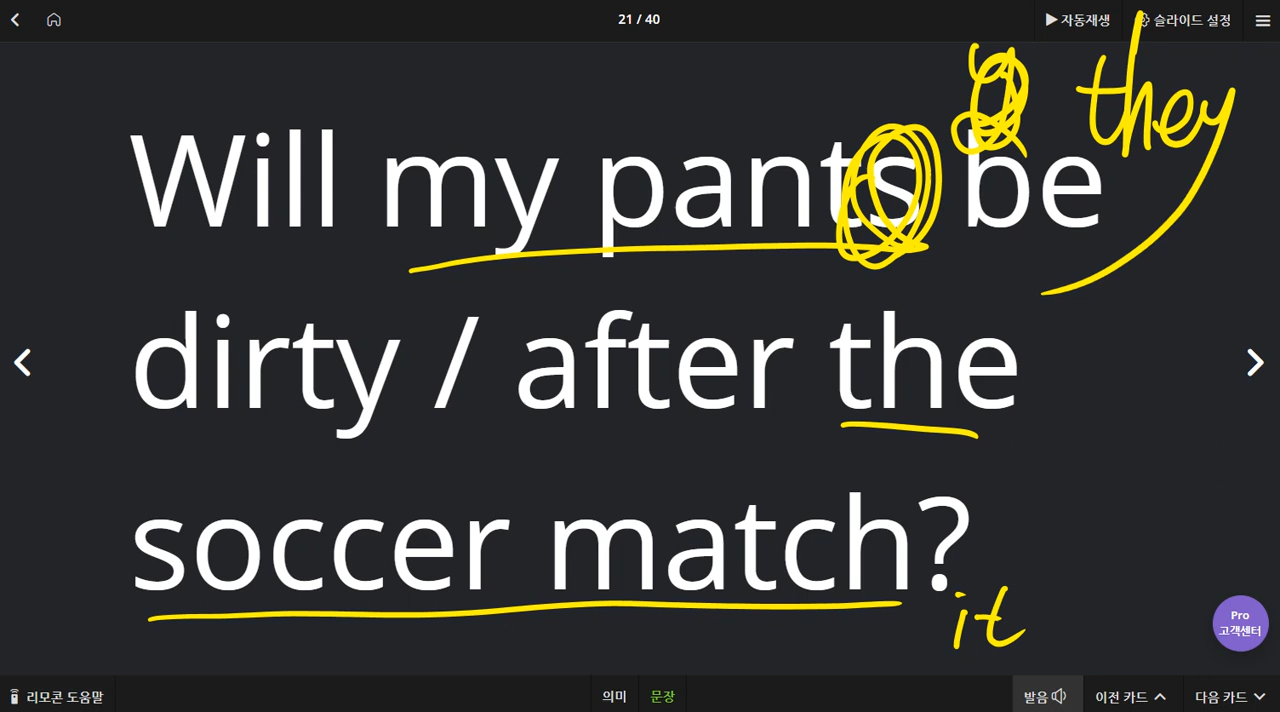 21 / 40
자동재생
슬라이드 설정
they
Will my pants be
dirty / after the
soccer match?
it
Pro
고객센터
리모콘 도움말
의미
문장
발음
이전 카드
다음 카드